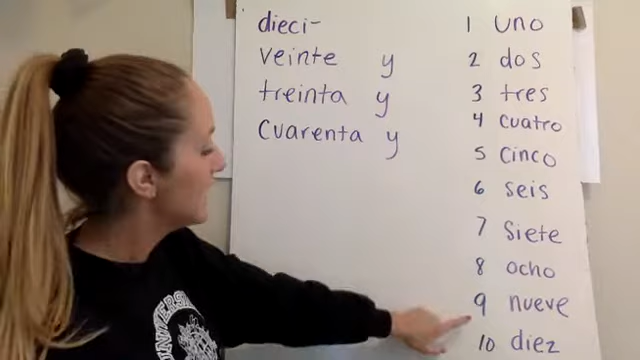 dieci-
veinte y
treinta y
cuarenta y
1 uno
2 dos
3 tres
4 cuatro
5 cinco
6 seis
7 siete
8 ocho
9 nueve
10 diez